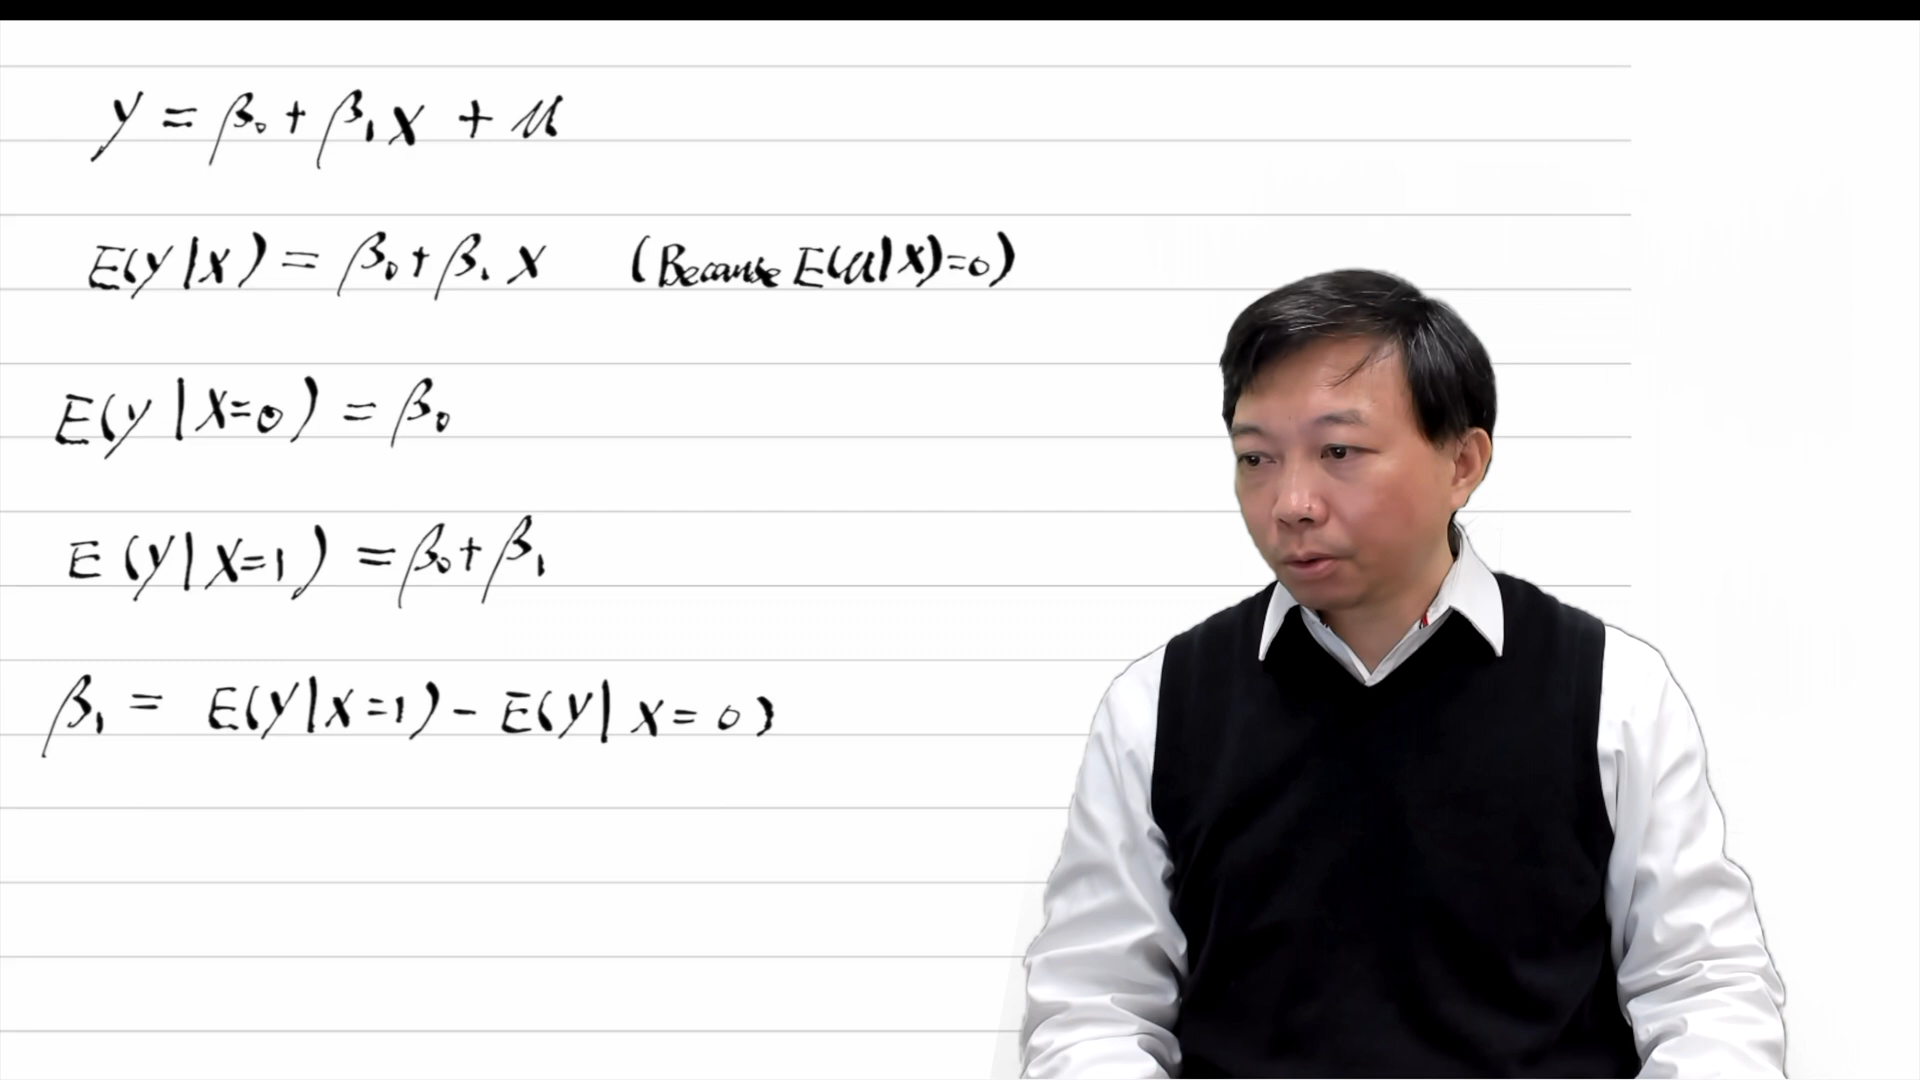 y = β₀ + β₁x + u
E(y|x) = β₀ + β₁x (Because E(u|x)=0)
E(y|x=0) = β₀
E(y|x=1) = β₀ + β₁
β₁ = E(y|x=1) - E(y|x=0)